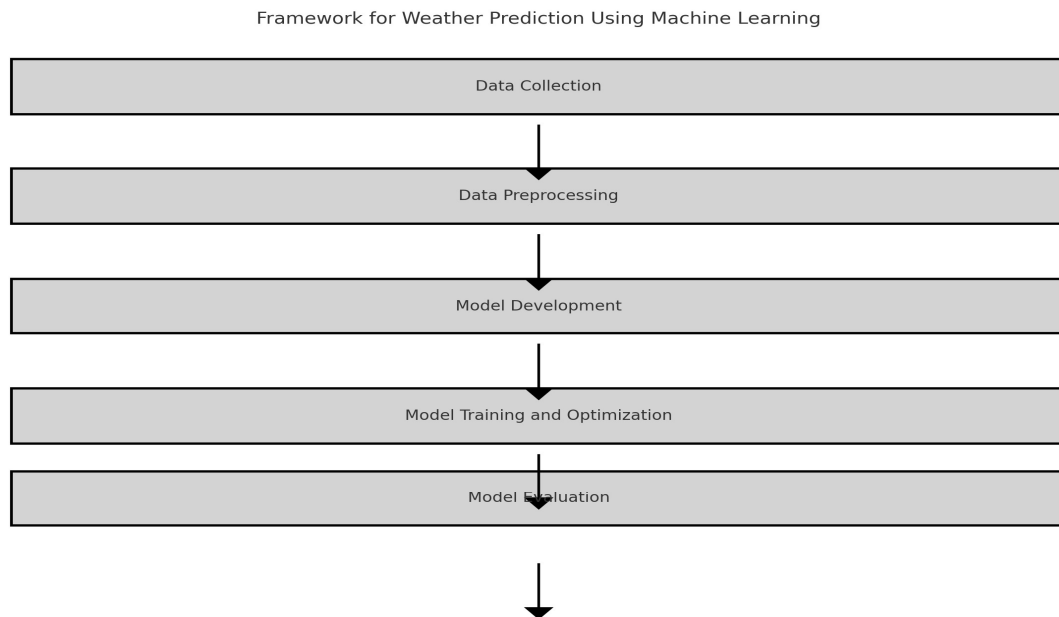 Framework for Weather Prediction Using Machine Learning
Data Collection
Data Preprocessing
Model Development
Model Training and Optimization
Model Evaluation